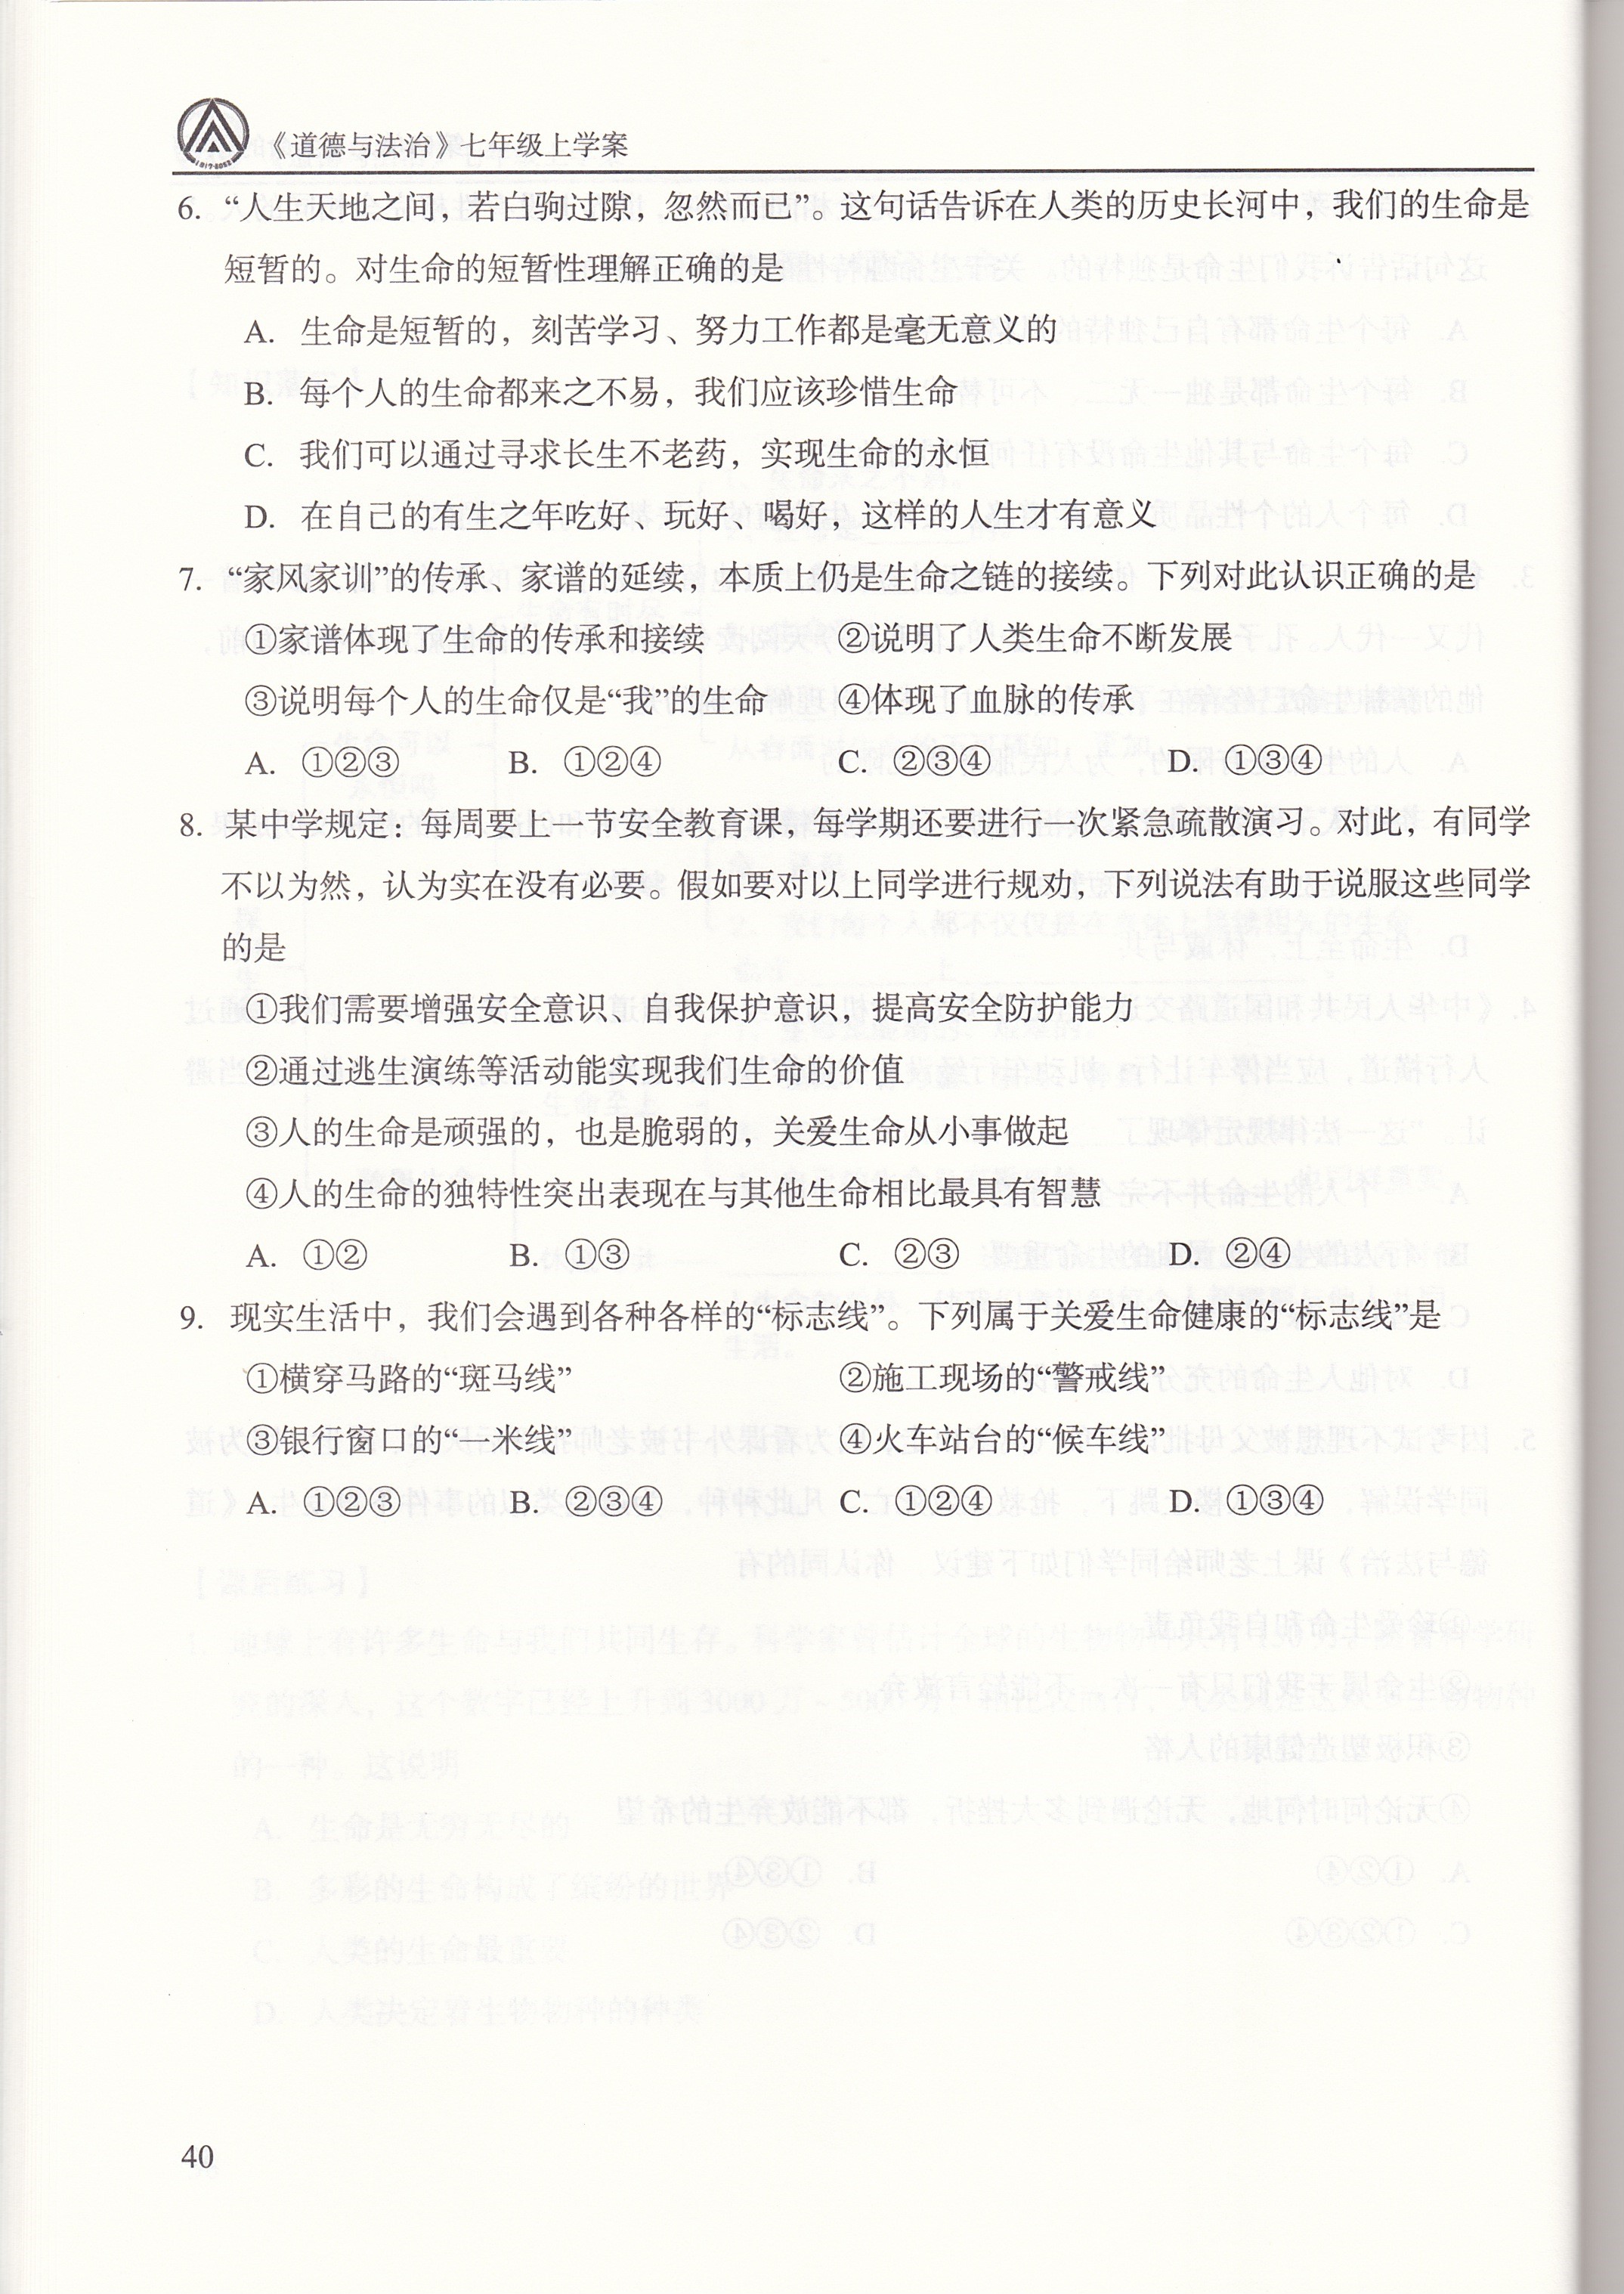 《道德与法治》七年级上学案
6. “人生天地之间，若白驹过隙，忽然而已”。这句话告诉在人类的历史长河中，我们的生命是
短暂的。对生命的短暂性理解正确的是
A. 生命是短暂的，刻苦学习、努力工作都是毫无意义的
B. 每个人的生命都来之不易，我们应该珍惜生命
C. 我们可以通过寻求长生不老药，实现生命的永恒
D. 在自己的有生之年吃好、玩好、喝好，这样的人生才有意义
7. “家风家训”的传承、家谱的延续，本质上仍是生命之链的接续。下列对此认识正确的是
①家谱体现了生命的传承和接续 ②说明了人类生命不断发展
③说明每个人的生命仅是“我”的生命 ④体现了血脉的传承
A. ①②③ B. ①②④ C. ②③④ D. ①③④
8. 某中学规定：每周要上一节安全教育课，每学期还要进行一次紧急疏散演习。对此，有同学
不以为然，认为实在没有必要。假如要对以上同学进行规劝，下列说法有助于说服这些同学
的是
①我们需要增强安全意识、自我保护意识，提高安全防护能力
②通过逃生演练等活动能实现我们生命的价值
③人的生命是顽强的，也是脆弱的，关爱生命从小事做起
④人的生命的独特性突出表现在与其他生命相比最具有智慧
A. ①② B. ①③ C. ②③ D. ②④
9. 现实生活中，我们会遇到各种各样的“标志线”。下列属于关爱生命健康的“标志线”是
①横穿马路的“斑马线” ②施工现场的“警戒线”
③银行窗口的“一米线” ④火车站台的“候车线”
A. ①②③ B. ②③④ C. ①②④ D. ①③④
40